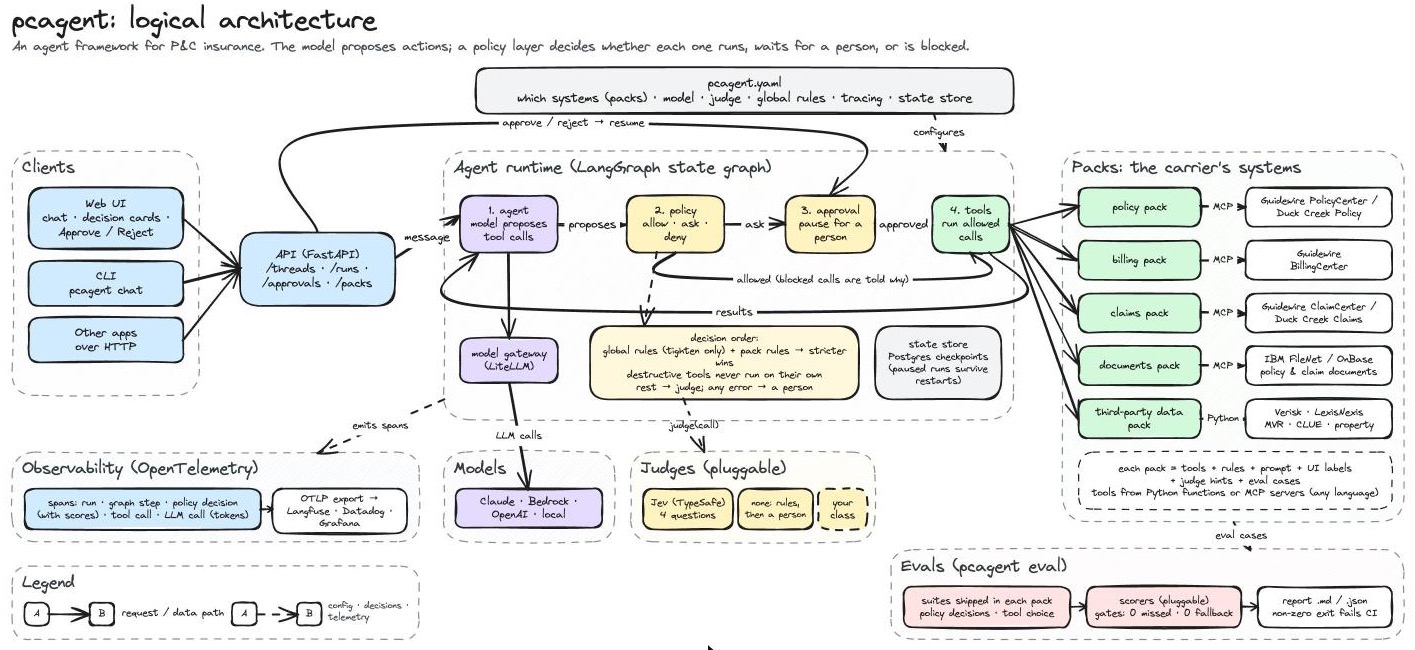 pcagent: logical architecture
An agent framework for P&C insurance. The model proposes actions; a policy layer decides whether each one runs, waits for a person, or is blocked.
pcagent.yaml
which systems (packs) · model · judge · global rules · tracing · state store
approve / reject → resume
configures
Clients
Web UI
chat · decision cards ·
Approve / Reject
CLI
pcagent chat
Other apps
over HTTP
API (FastAPI)
/threads · /runs ·
/approvals · /packs
message
Agent runtime (LangGraph state graph)
1. agent
model proposes
tool calls
proposes
2. policy
allow · ask ·
deny
ask
3. approval
pause for a
person
approved
4. tools
run allowed
calls
allowed (blocked calls are told why)
results
model gateway
(LiteLLM)
decision order:
global rules (tighten only) + pack rules → stricter
wins
destructive tools never run on their own
rest → judge; any error → a person
state store
Postgres checkpoints
(paused runs survive
restarts)
Packs: the carrier's systems
policy pack
MCP
Guidewire PolicyCenter /
Duck Creek Policy
billing pack
MCP
Guidewire
BillingCenter
claims pack
MCP
Guidewire ClaimCenter /
Duck Creek Claims
documents pack
MCP
IBM FileNet / OnBase
policy & claim documents
third-party data
pack
Python
Verisk · LexisNexis
MVR · CLUE · property
each pack = tools + rules + prompt + UI labels
+ judge hints + eval cases
tools from Python functions or MCP servers (any language)
emits spans
LLM calls
judge(call)
eval cases
Observability (OpenTelemetry)
spans: run · graph step · policy decision
(with scores) · tool call · LLM call (tokens)
OTLP export →
Langfuse · Datadog ·
Grafana
Models
Claude · Bedrock ·
OpenAI · local
Judges (pluggable)
Jev (TypeSafe)
4 questions
none: rules,
then a person
your
class
Evals (pcagent eval)
suites shipped in each pack
policy decisions · tool choice
scorers (pluggable)
gates: 0 missed · 0 fallback
report .md / .json
non-zero exit fails CI
Legend
A
B
request / data path
A
B
config · decisions ·
telemetry